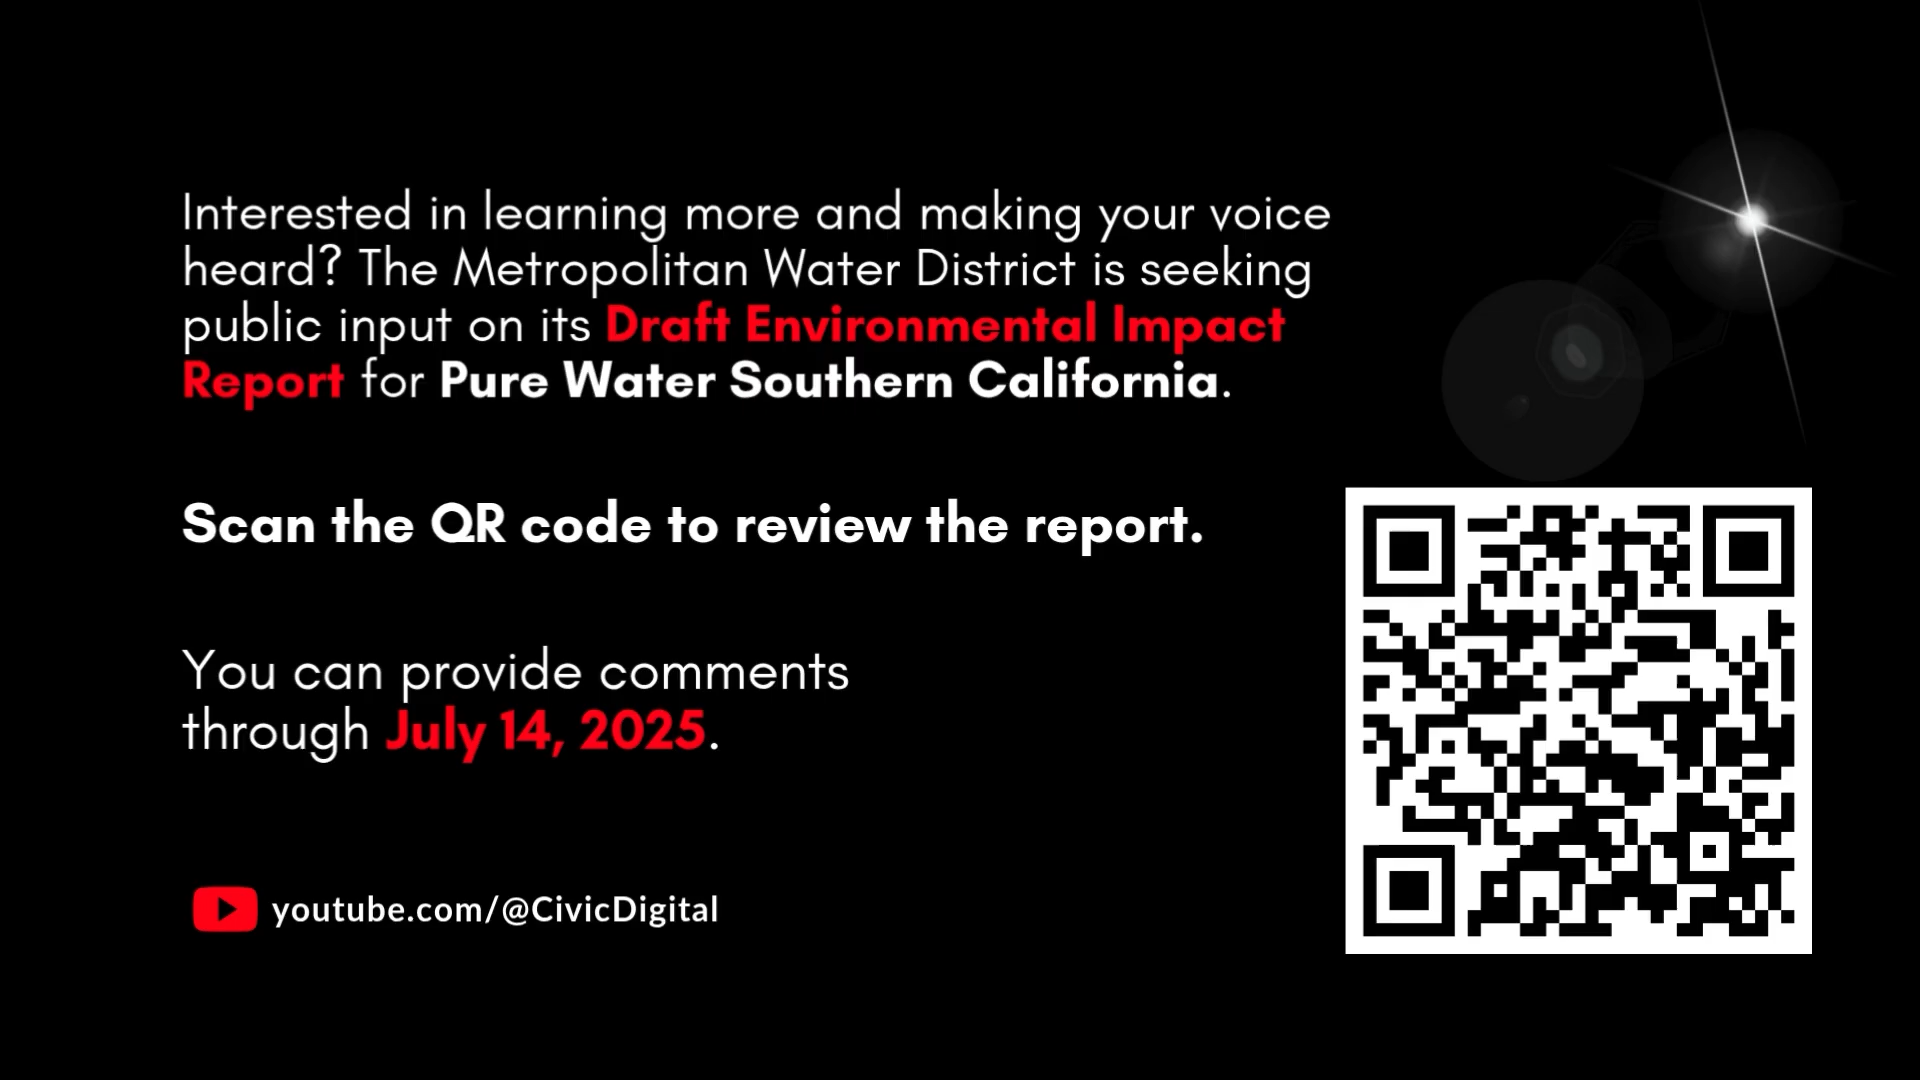 Interested in learning more and making your voice
heard? The Metropolitan Water District is seeking
public input on its Draft Environmental Impact
Report for Pure Water Southern California.
Scan the QR code to review the report.
You can provide comments
through July 14, 2025.
youtube.com/@CivicDigital